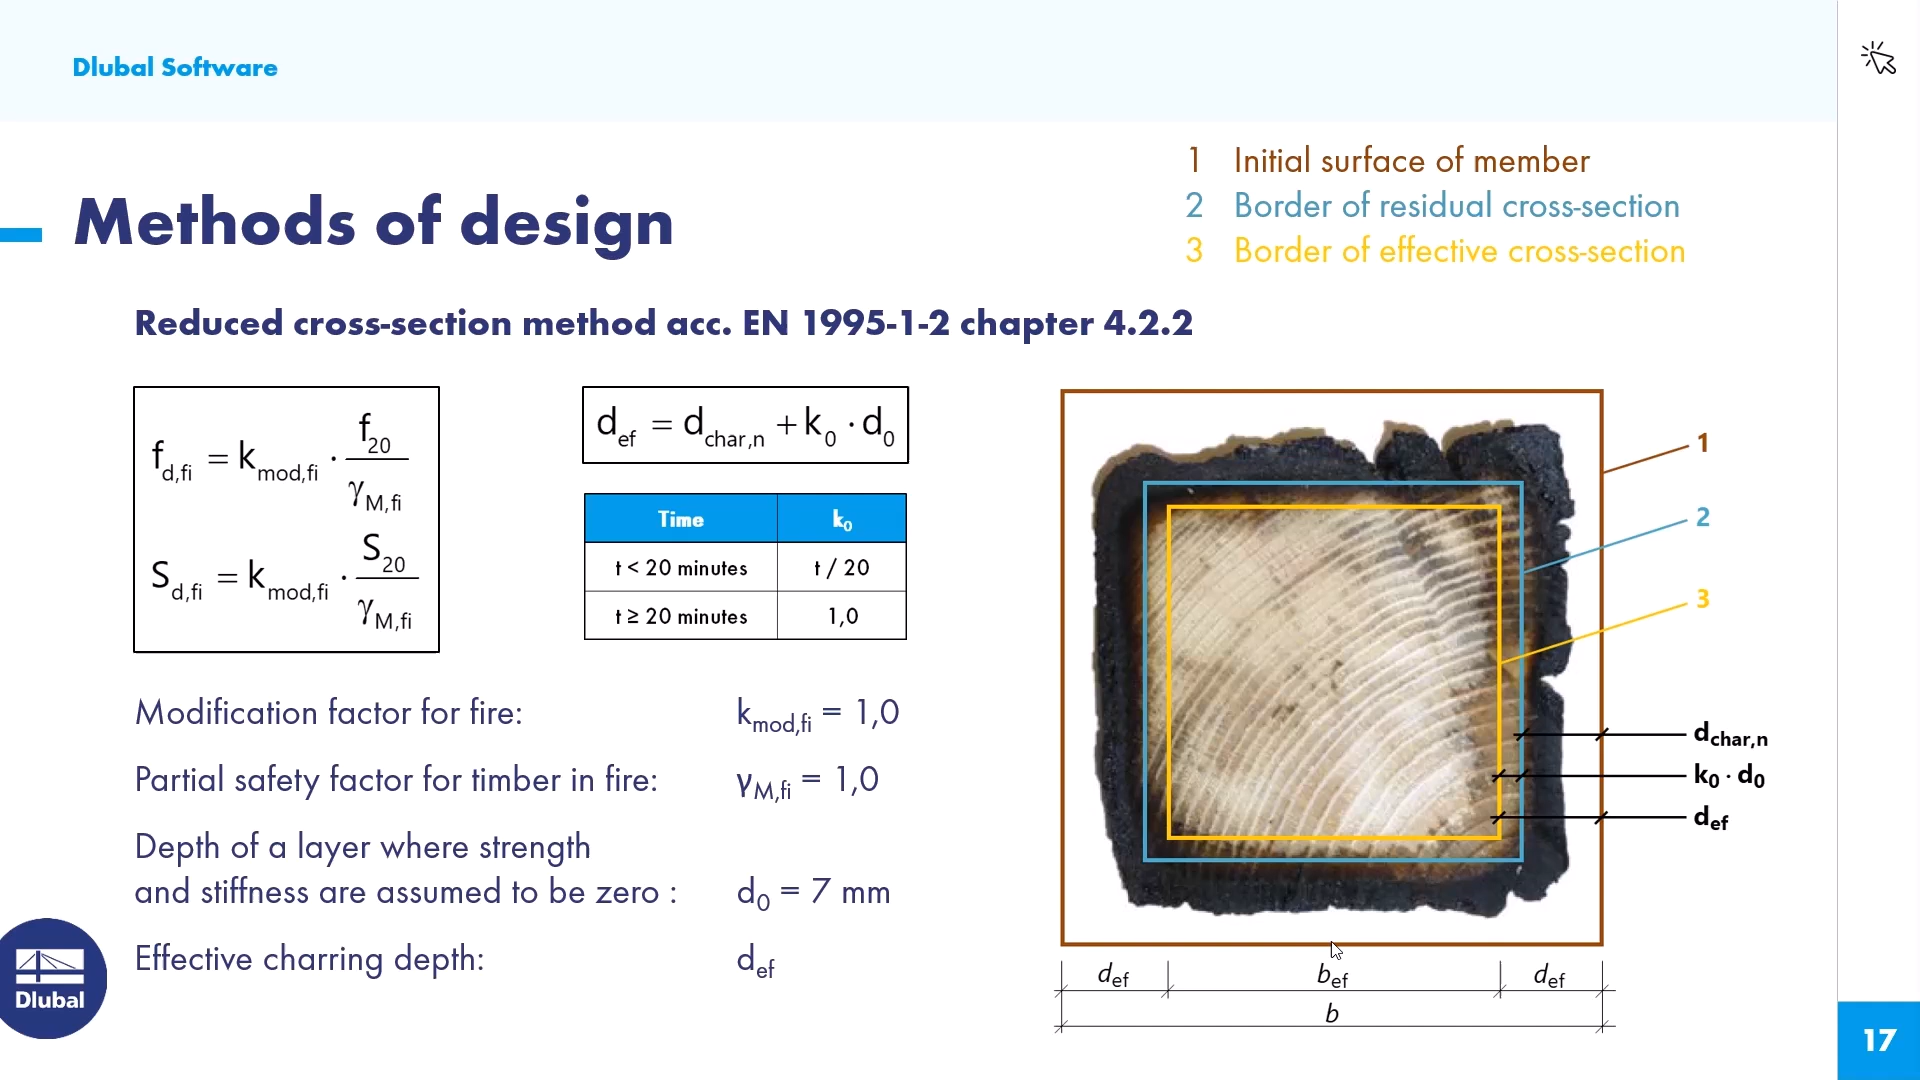 Dlubal Software
Methods of design
1 Initial surface of member
2 Border of residual cross-section
3 Border of effective cross-section
Reduced cross-section method acc. EN 1995-1-2 chapter 4.2.2
f_d,fi = k_mod,fi · f_20 / γ_M,fi
S_d,fi = k_mod,fi · S_20 / γ_M,fi
d_ef = d_char,n + k_0 · d_0
Time k_0
t < 20 minutes t / 20
t ≥ 20 minutes 1,0
Modification factor for fire: k_mod,fi = 1,0
Partial safety factor for timber in fire: γ_M,fi = 1,0
Depth of a layer where strength
and stiffness are assumed to be zero : d_0 = 7 mm
Effective charring depth: d_ef
1
2
3
d_char,n
k_0 · d_0
d_ef
d_ef b_ef d_ef
b
Dlubal
17